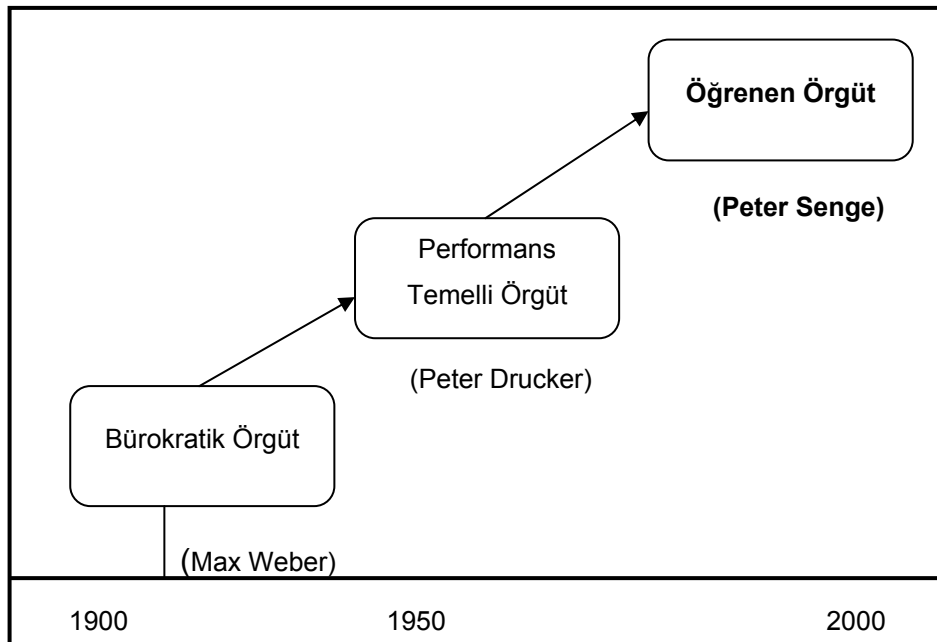 Öğrenen Örgüt
(Peter Senge)
Performans
Temelli Örgüt
(Peter Drucker)
Bürokratik Örgüt
(Max Weber)
1900 1950 2000